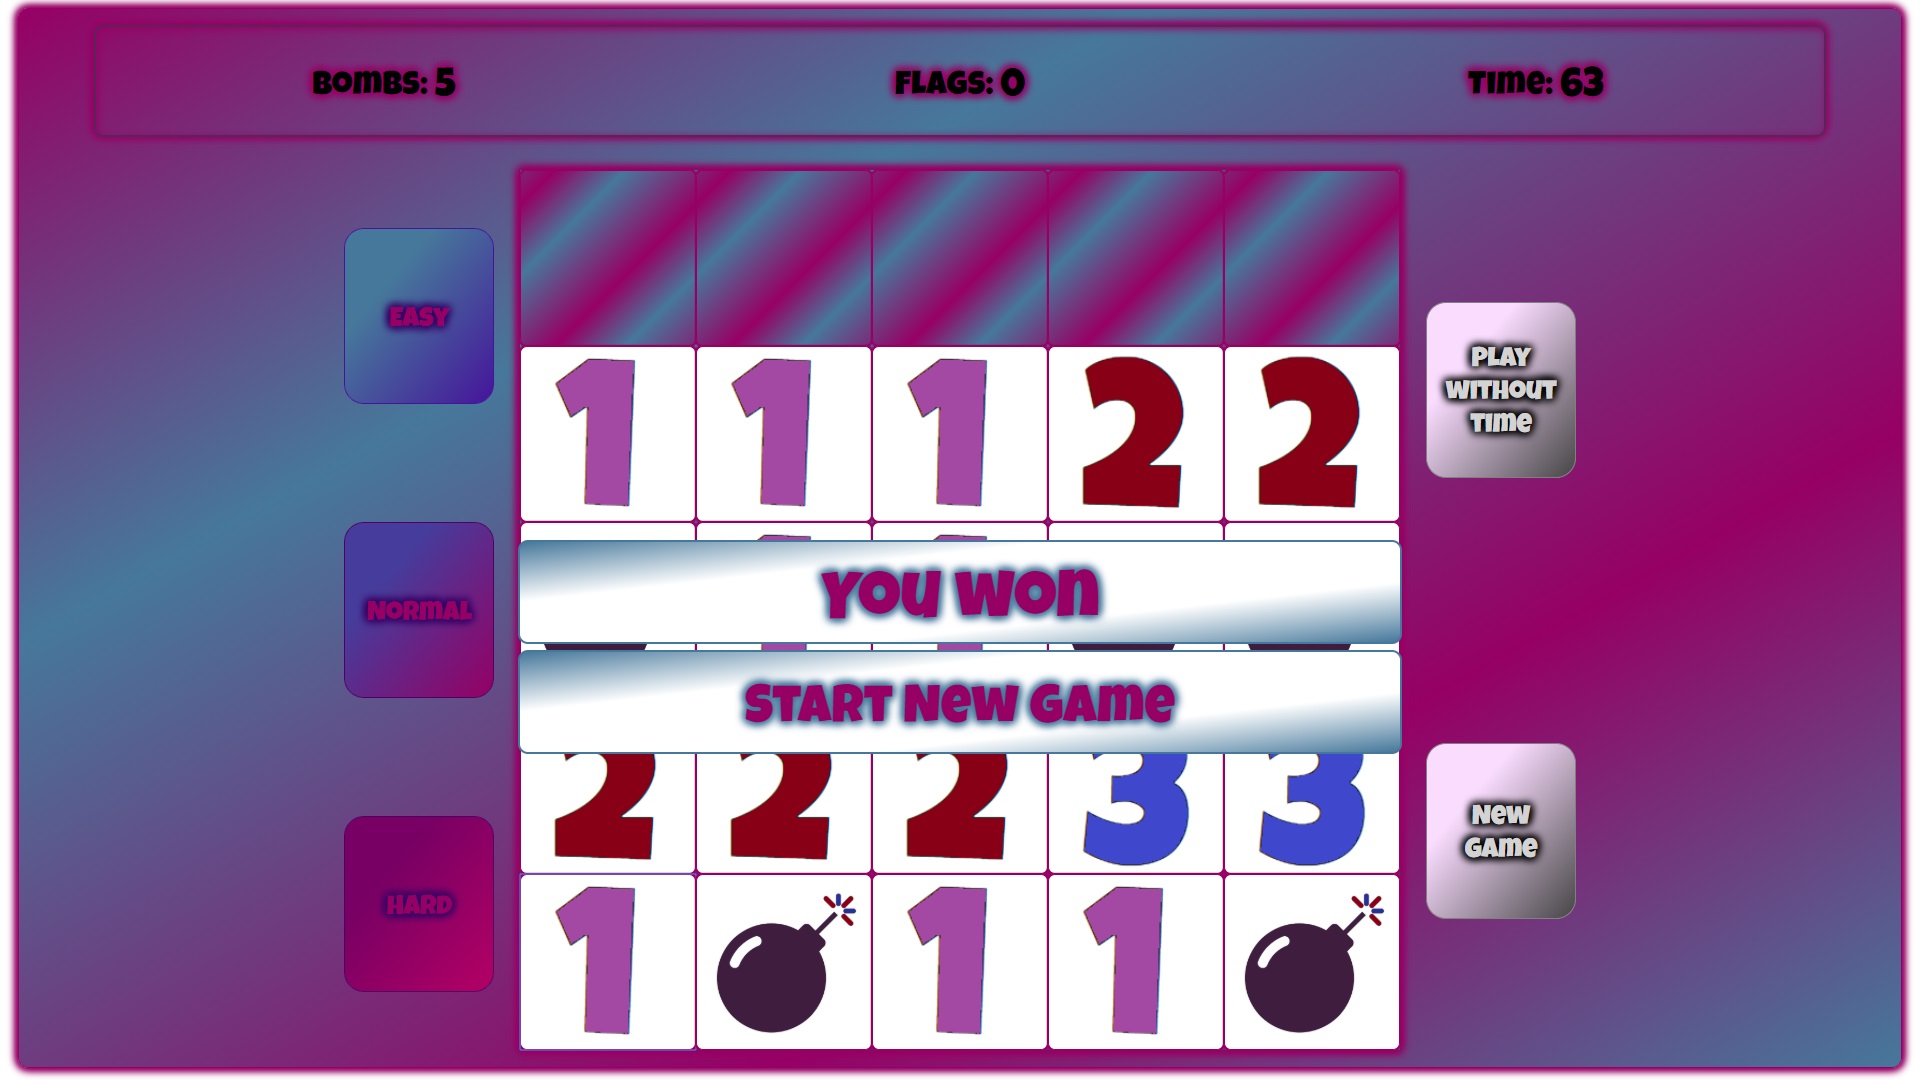 Bombs: 5
Flags: 0
Time: 63
Easy
Play
without
time
1 1 1 2 2
You Won
Normal
Start New Game
2 2 2 3 3
New
Game
Hard
1 1 1